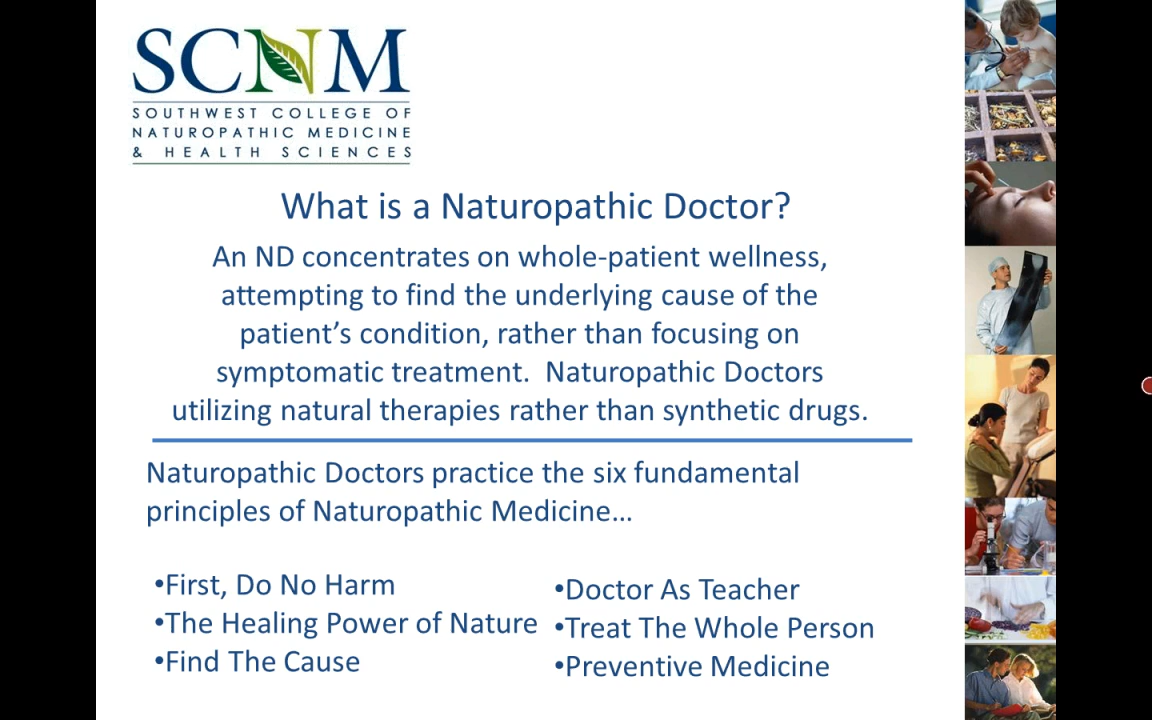 SCNM
SOUTHWEST COLLEGE OF
NATUROPATHIC MEDICINE
& HEALTH SCIENCES
What is a Naturopathic Doctor?
An ND concentrates on whole-patient wellness,
attempting to find the underlying cause of the
patient’s condition, rather than focusing on
symptomatic treatment.  Naturopathic Doctors
utilizing natural therapies rather than synthetic drugs.
Naturopathic Doctors practice the six fundamental
principles of Naturopathic Medicine…
•First, Do No Harm
•The Healing Power of Nature
•Find The Cause
•Doctor As Teacher
•Treat The Whole Person
•Preventive Medicine